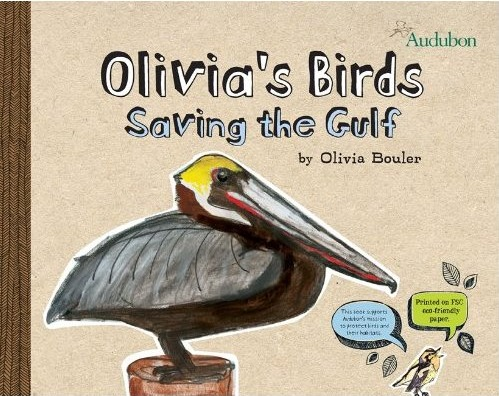 Audubon
Olivia's Birds
Saving the Gulf
by Olivia Bouler
This book supports
Audubon's mission
to protect birds and
their habitats.
Printed on FSC
eco-friendly
paper.